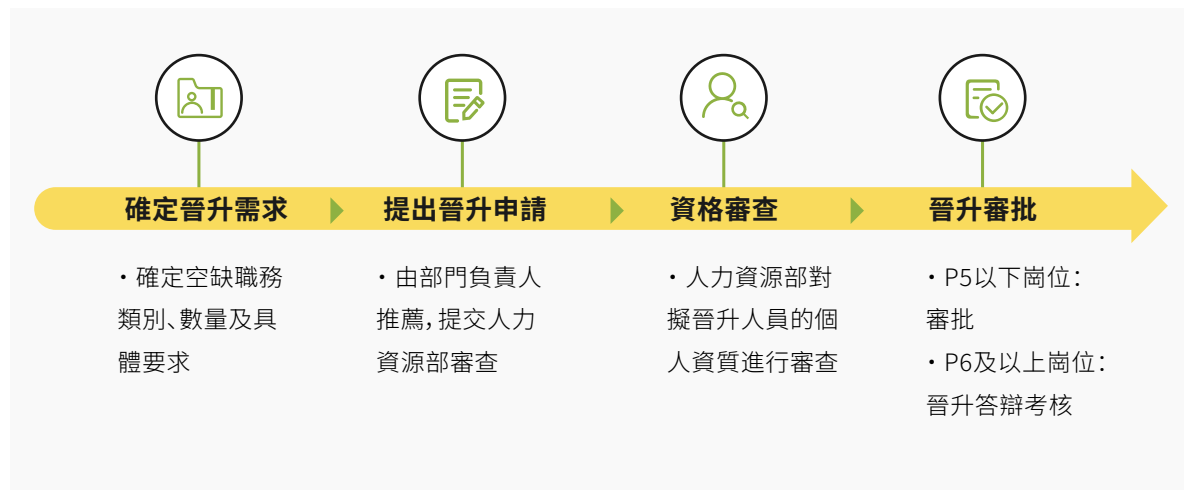 確定晉升需求
提出晉升申請
資格審查
晉升審批
・確定空缺職務
類別、數量及具
體要求
・由部門負責人
推薦，提交人力
資源部審查
・人力資源部對
擬晉升人員的個
人資質進行審查
・P5以下崗位：
審批
・P6及以上崗位：
晉升答辯考核